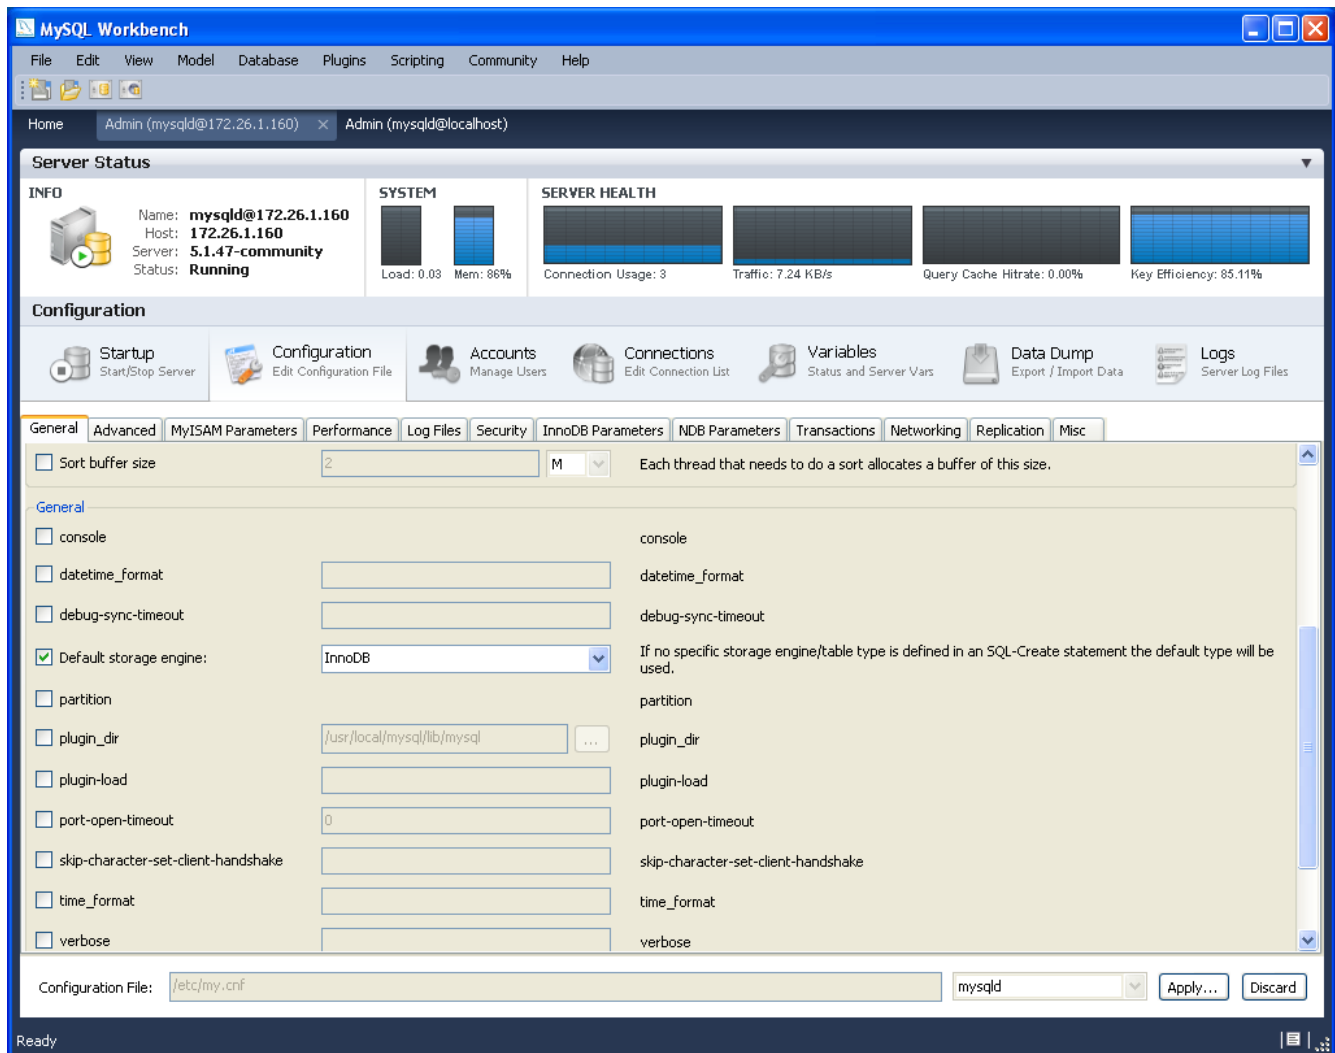 MySQL Workbench
File Edit View Model Database Plugins Scripting Community Help
Home Admin (mysqld@172.26.1.160) Admin (mysqld@localhost)
Server Status
INFO SYSTEM SERVER HEALTH
Name: mysqld@172.26.1.160
Host: 172.26.1.160
Server: 5.1.47-community
Status: Running
Load: 0.03 Mem: 86% Connection Usage: 3 Traffic: 7.24 KB/s Query Cache Hitrate: 0.00% Key Efficiency: 85.11%
Configuration
Startup Configuration Accounts Connections Variables Data Dump Logs
Start/Stop Server Edit Configuration File Manage Users Edit Connection List Status and Server Vars Export / Import Data Server Log Files
General Advanced MyISAM Parameters Performance Log Files Security InnoDB Parameters NDB Parameters Transactions Networking Replication Misc
Sort buffer size 2 M Each thread that needs to do a sort allocates a buffer of this size.
General
console console
datetime_format datetime_format
debug-sync-timeout debug-sync-timeout
Default storage engine: InnoDB If no specific storage engine/table type is defined in an SQL-Create statement the default type will be
used.
partition partition
plugin_dir /usr/local/mysql/lib/mysql ... plugin_dir
plugin-load plugin-load
port-open-timeout 0 port-open-timeout
skip-character-set-client-handshake skip-character-set-client-handshake
time_format time_format
verbose verbose
Configuration File: /etc/my.cnf mysqld Apply... Discard
Ready